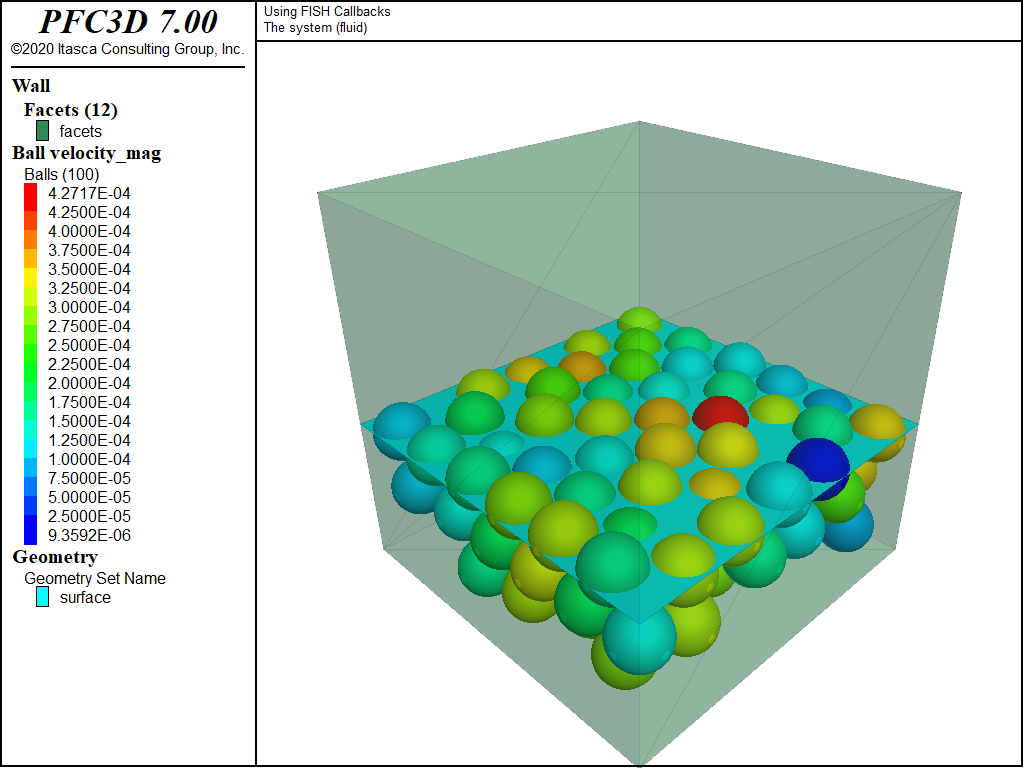 PFC3D 7.00
©2020 Itasca Consulting Group, Inc.
Wall
Facets (12)
facets
Ball velocity_mag
Balls (100)
4.2717E-04
4.2500E-04
4.0000E-04
3.7500E-04
3.5000E-04
3.2500E-04
3.0000E-04
2.7500E-04
2.5000E-04
2.2500E-04
2.0000E-04
1.7500E-04
1.5000E-04
1.2500E-04
1.0000E-04
7.5000E-05
5.0000E-05
2.5000E-05
9.3592E-06
Geometry
Geometry Set Name
surface
Using FISH Callbacks
The system (fluid)